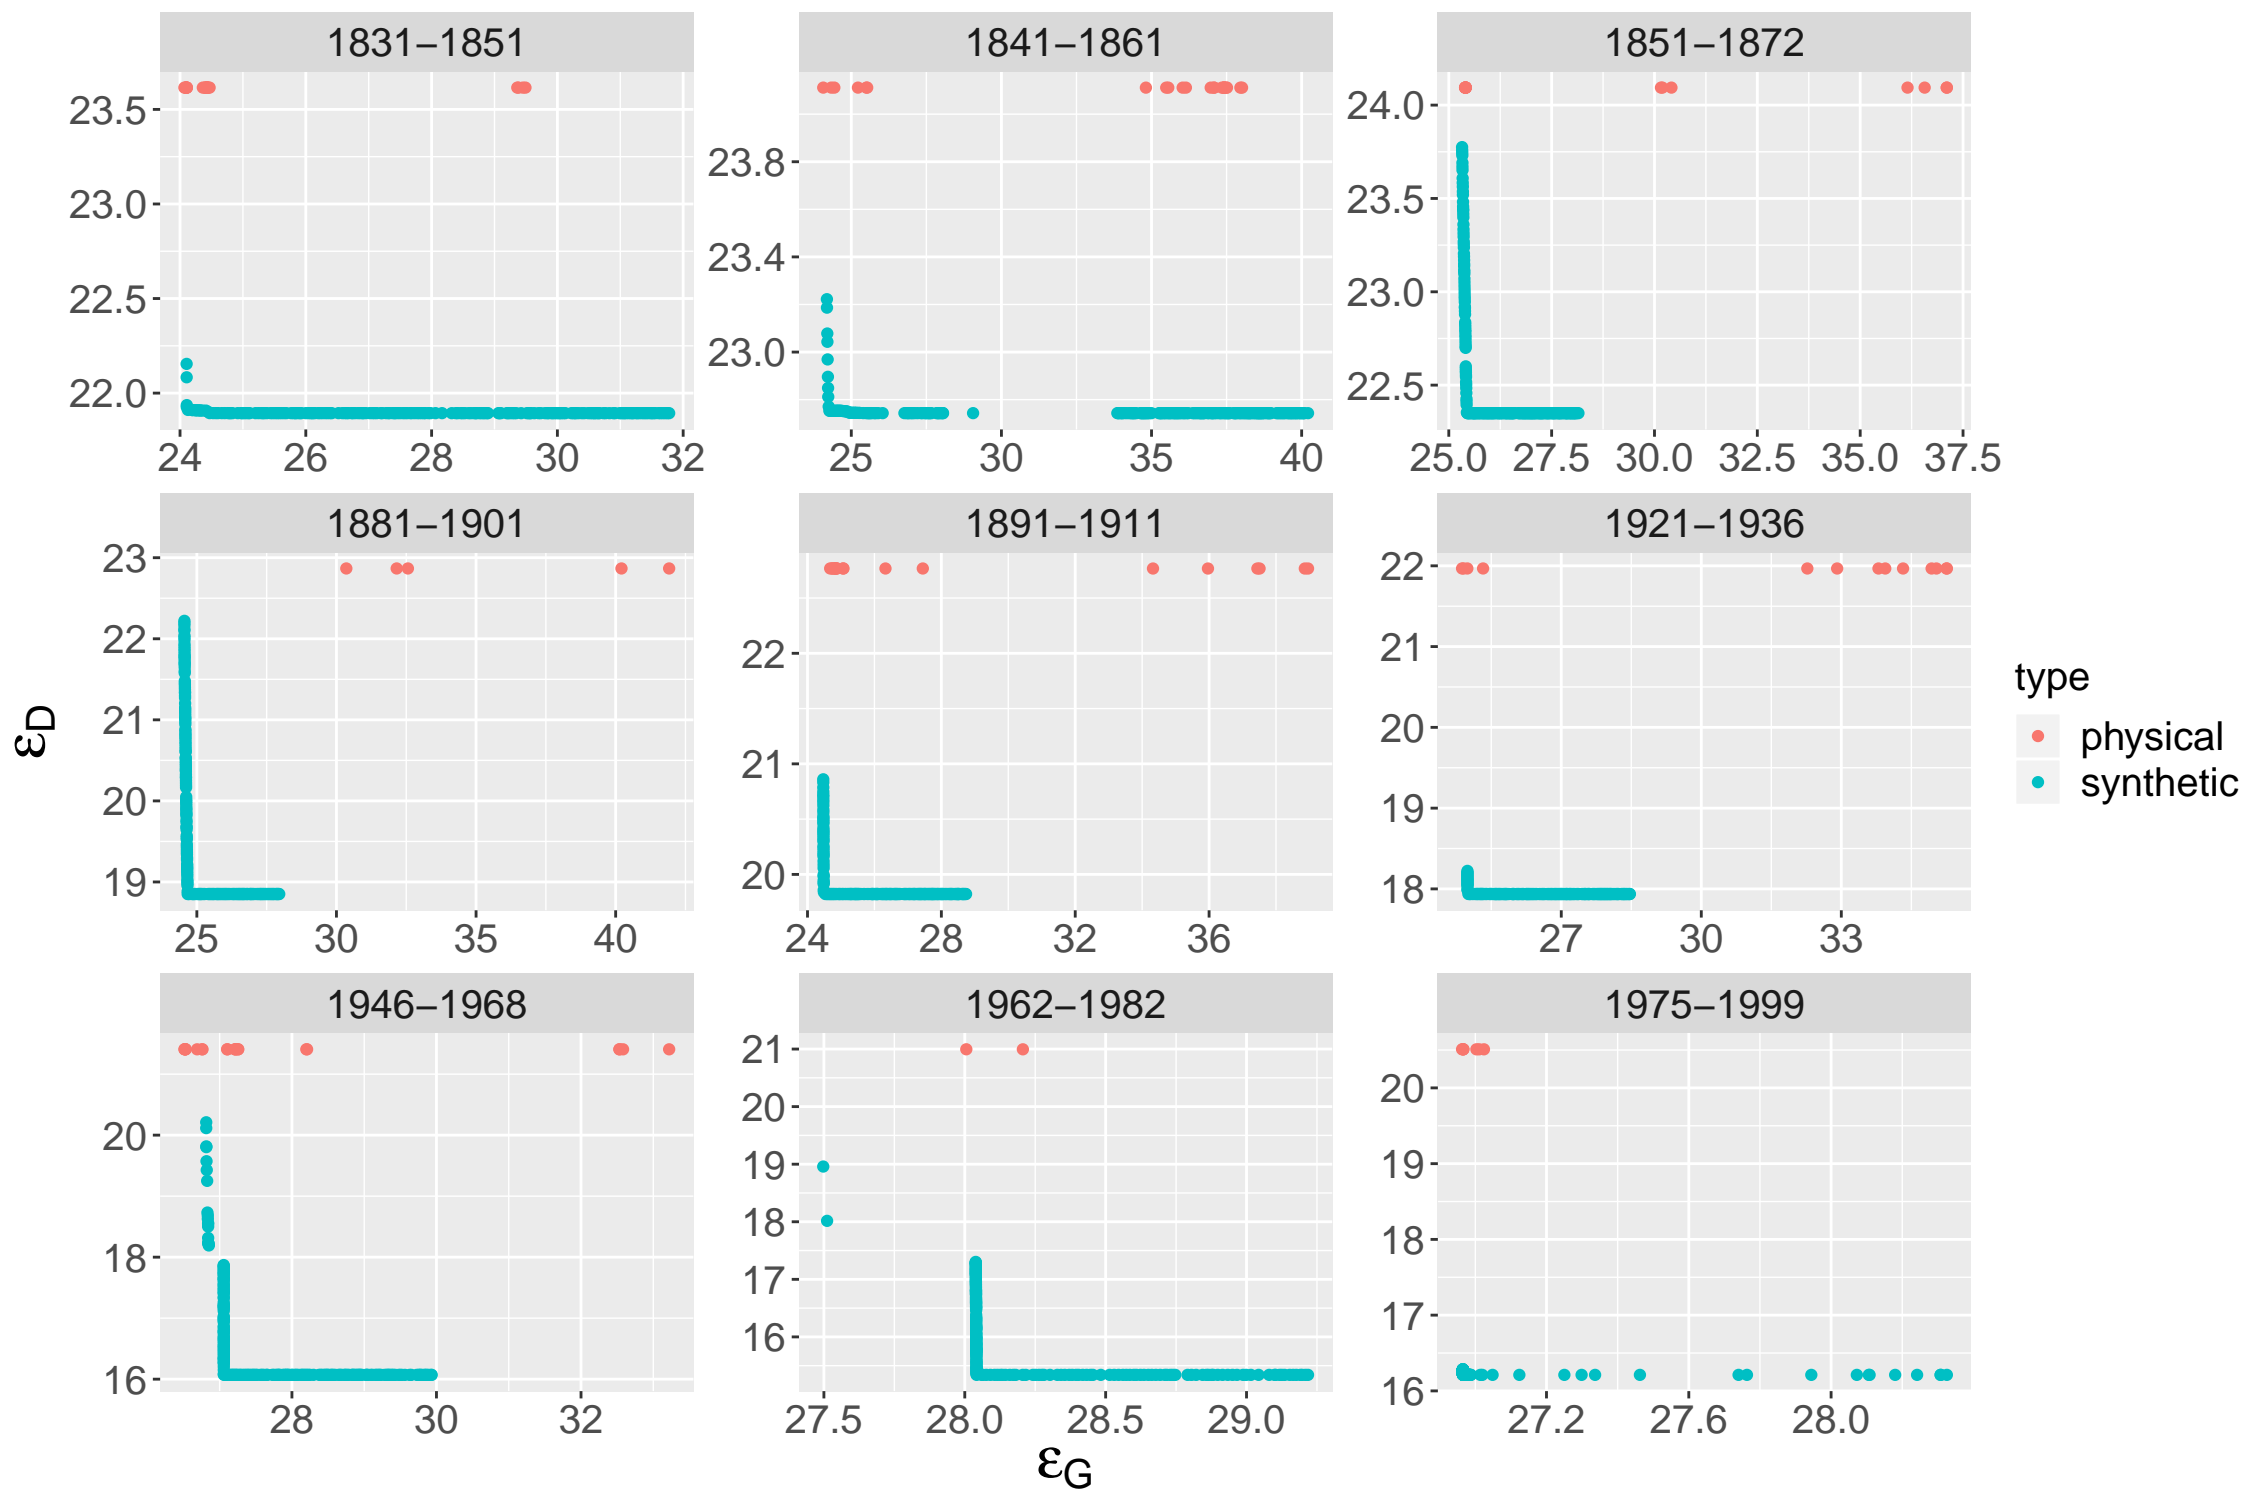 1831−1851 1841−1861 1851−1872
23.5 23.0 22.5 22.0
23.8 23.4 23.0
24.0 23.5 23.0 22.5
24 26 28 30 32
25 30 35 40
25.0 27.5 30.0 32.5 35.0 37.5
1881−1901 1891−1911 1921−1936
23 22 21 20 19
22 21 20
22 21 20 19 18
25 30 35 40
24 28 32 36
27 30 33
1946−1968 1962−1982 1975−1999
20 18 16
21 20 19 18 17 16
20 19 18 17 16
28 30 32
27.5 28.0 28.5 29.0
27.2 27.6 28.0
εD
εG
type
physical
synthetic